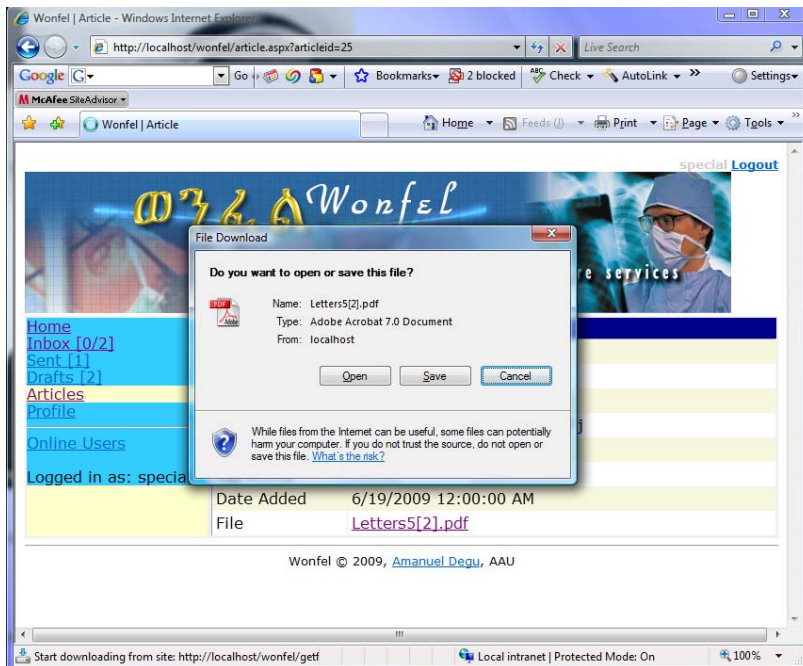 Wonfel | Article - Windows Internet Explorer
http://localhost/wonfel/article.aspx?articleid=25
Live Search
Google G Go Bookmarks 2 blocked Check AutoLink » Settings
McAfee SiteAdvisor
Wonfel | Article
Home Feeds (J) Print Page Tools »
special Logout
ወንፈል Wonfel
services
File Download
Do you want to open or save this file?
Name: Letters5[2].pdf
Type: Adobe Acrobat 7.0 Document
From: localhost
Open Save Cancel
While files from the Internet can be useful, some files can potentially
harm your computer. If you do not trust the source, do not open or
save this file. What's the risk?
Home
Inbox [0/2]
Sent [1]
Drafts [2]
Articles
Profile
Online Users
Logged in as: specia
Date Added 6/19/2009 12:00:00 AM
File Letters5[2].pdf
Wonfel © 2009, Amanuel Degu, AAU
Start downloading from site: http://localhost/wonfel/getf
Local intranet | Protected Mode: On
100%